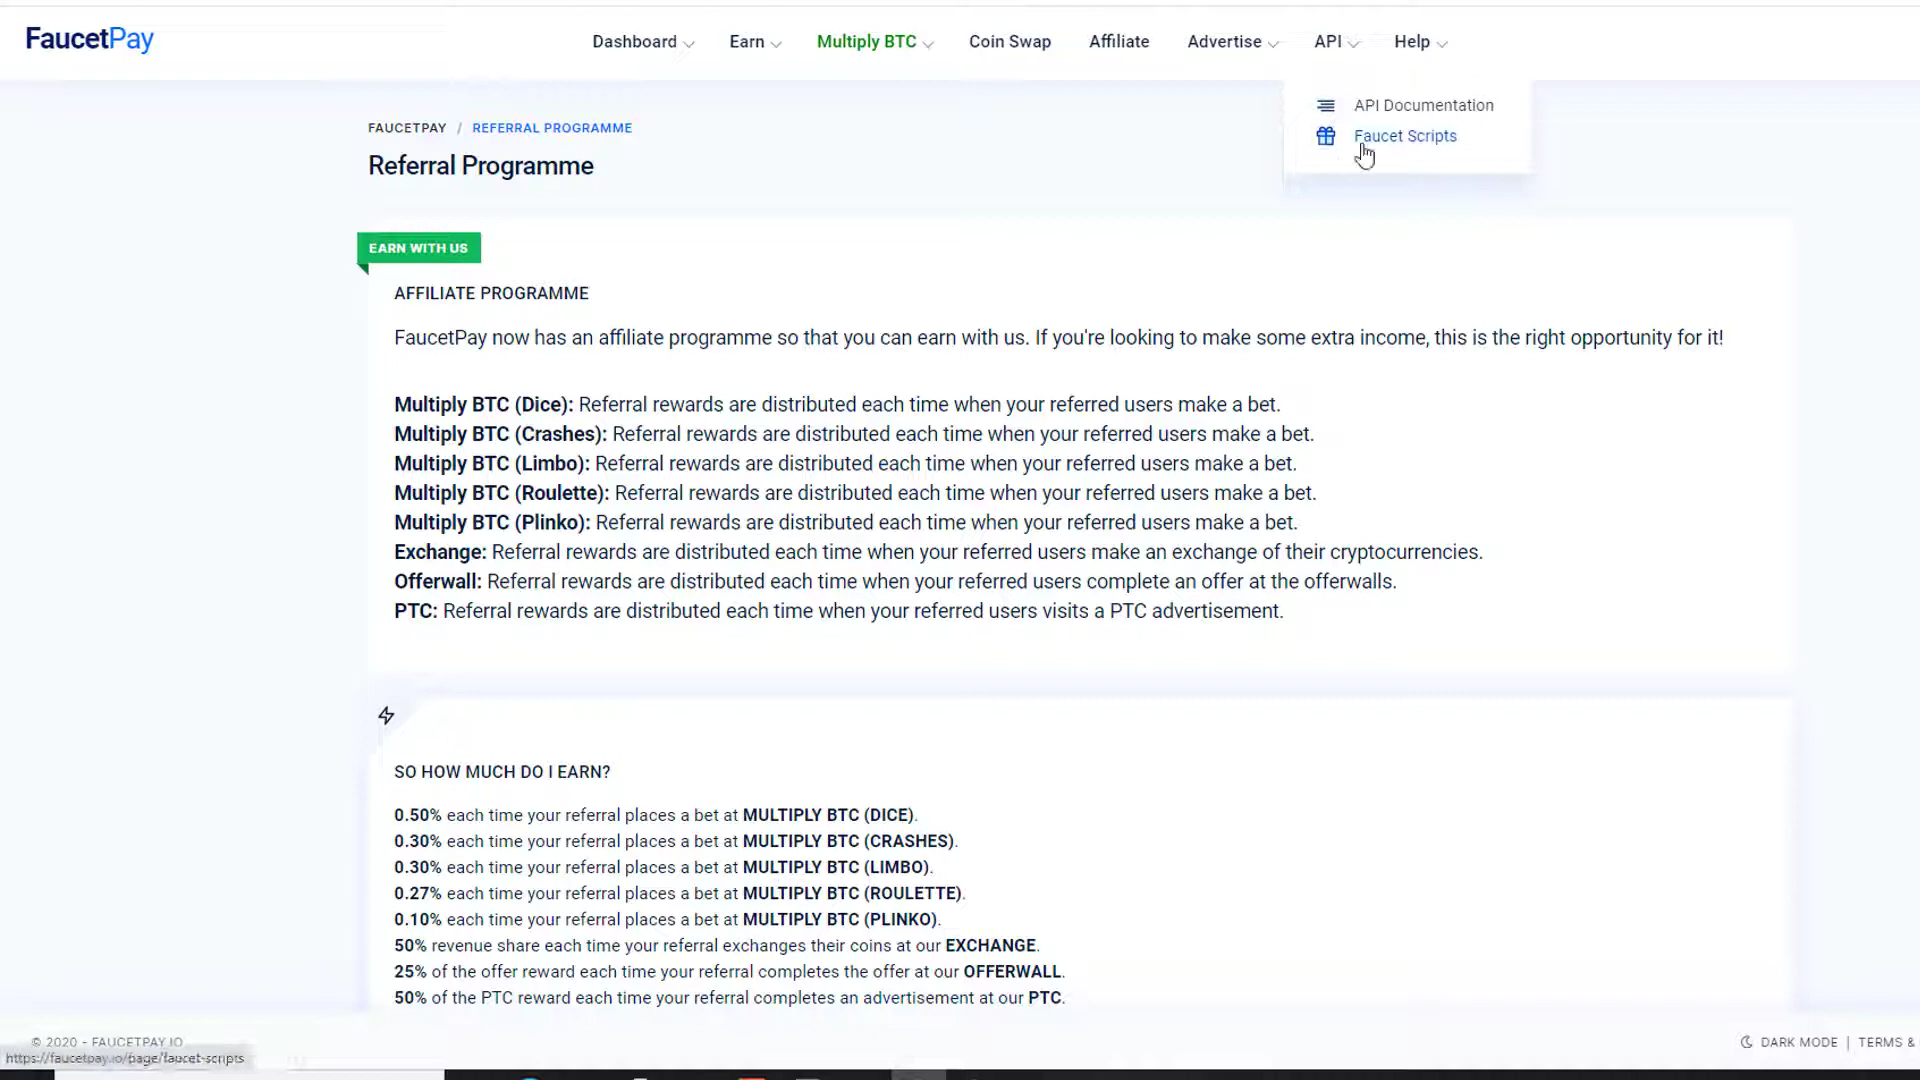 FaucetPay
Dashboard Earn Multiply BTC Coin Swap Affiliate Advertise API Help
API Documentation
Faucet Scripts
FAUCETPAY / REFERRAL PROGRAMME
Referral Programme
EARN WITH US
AFFILIATE PROGRAMME
FaucetPay now has an affiliate programme so that you can earn with us. If you're looking to make some extra income, this is the right opportunity for it!
Multiply BTC (Dice): Referral rewards are distributed each time when your referred users make a bet.
Multiply BTC (Crashes): Referral rewards are distributed each time when your referred users make a bet.
Multiply BTC (Limbo): Referral rewards are distributed each time when your referred users make a bet.
Multiply BTC (Roulette): Referral rewards are distributed each time when your referred users make a bet.
Multiply BTC (Plinko): Referral rewards are distributed each time when your referred users make a bet.
Exchange: Referral rewards are distributed each time when your referred users make an exchange of their cryptocurrencies.
Offerwall: Referral rewards are distributed each time when your referred users complete an offer at the offerwalls.
PTC: Referral rewards are distributed each time when your referred users visits a PTC advertisement.
SO HOW MUCH DO I EARN?
0.50% each time your referral places a bet at MULTIPLY BTC (DICE).
0.30% each time your referral places a bet at MULTIPLY BTC (CRASHES).
0.30% each time your referral places a bet at MULTIPLY BTC (LIMBO).
0.27% each time your referral places a bet at MULTIPLY BTC (ROULETTE).
0.10% each time your referral places a bet at MULTIPLY BTC (PLINKO).
50% revenue share each time your referral exchanges their coins at our EXCHANGE.
25% of the offer reward each time your referral completes the offer at our OFFERWALL.
50% of the PTC reward each time your referral completes an advertisement at our PTC.
© 2020 - FAUCETPAY.IO DARK MODE | TERMS &
https://faucetpay.io/page/faucet-scripts